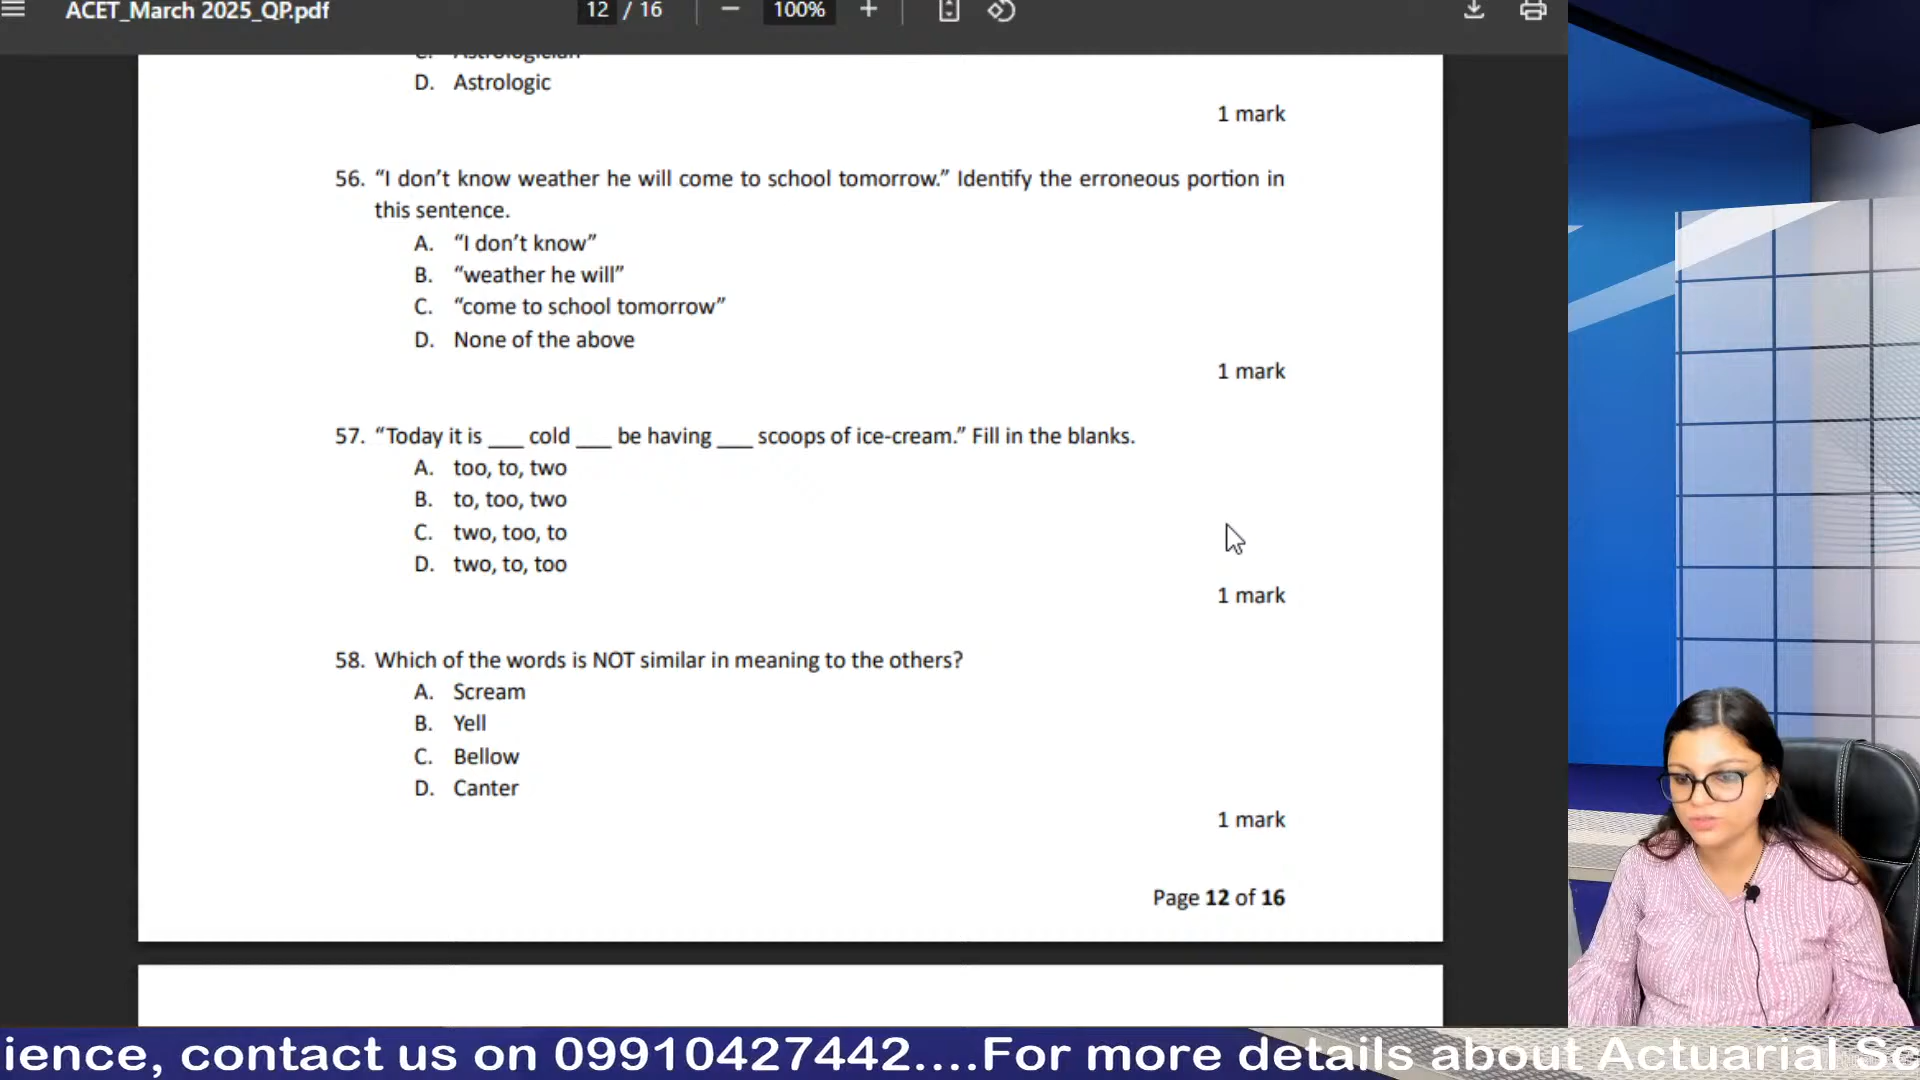 ACET_March 2025_QP.pdf 12 / 16 — 100% +
C. Astrologician
D. Astrologic
1 mark
56. “I don’t know weather he will come to school tomorrow.” Identify the erroneous portion in
this sentence.
A. “I don’t know”
B. “weather he will”
C. “come to school tomorrow”
D. None of the above
1 mark
57. “Today it is ___ cold ___ be having ___ scoops of ice-cream.” Fill in the blanks.
A. too, to, two
B. to, too, two
C. two, too, to
D. two, to, too
1 mark
58. Which of the words is NOT similar in meaning to the others?
A. Scream
B. Yell
C. Bellow
D. Canter
1 mark
Page 12 of 16
ience, contact us on 09910427442....For more details about Actuarial Sc